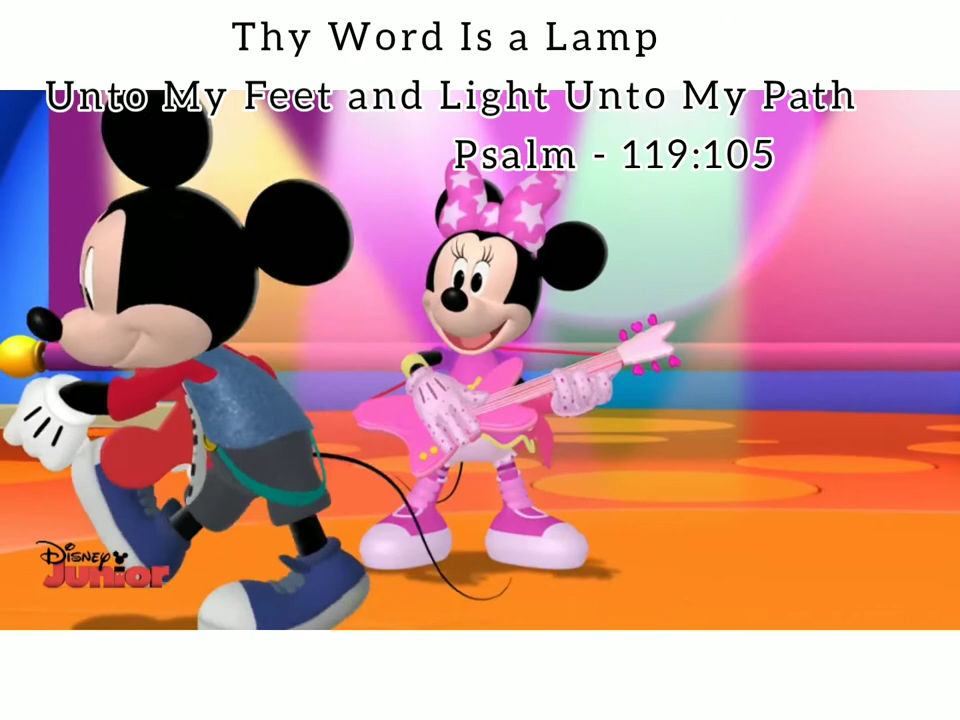 Thy Word Is a Lamp
Unto My Feet and Light Unto My Path
Psalm - 119:105
Disney
Junior